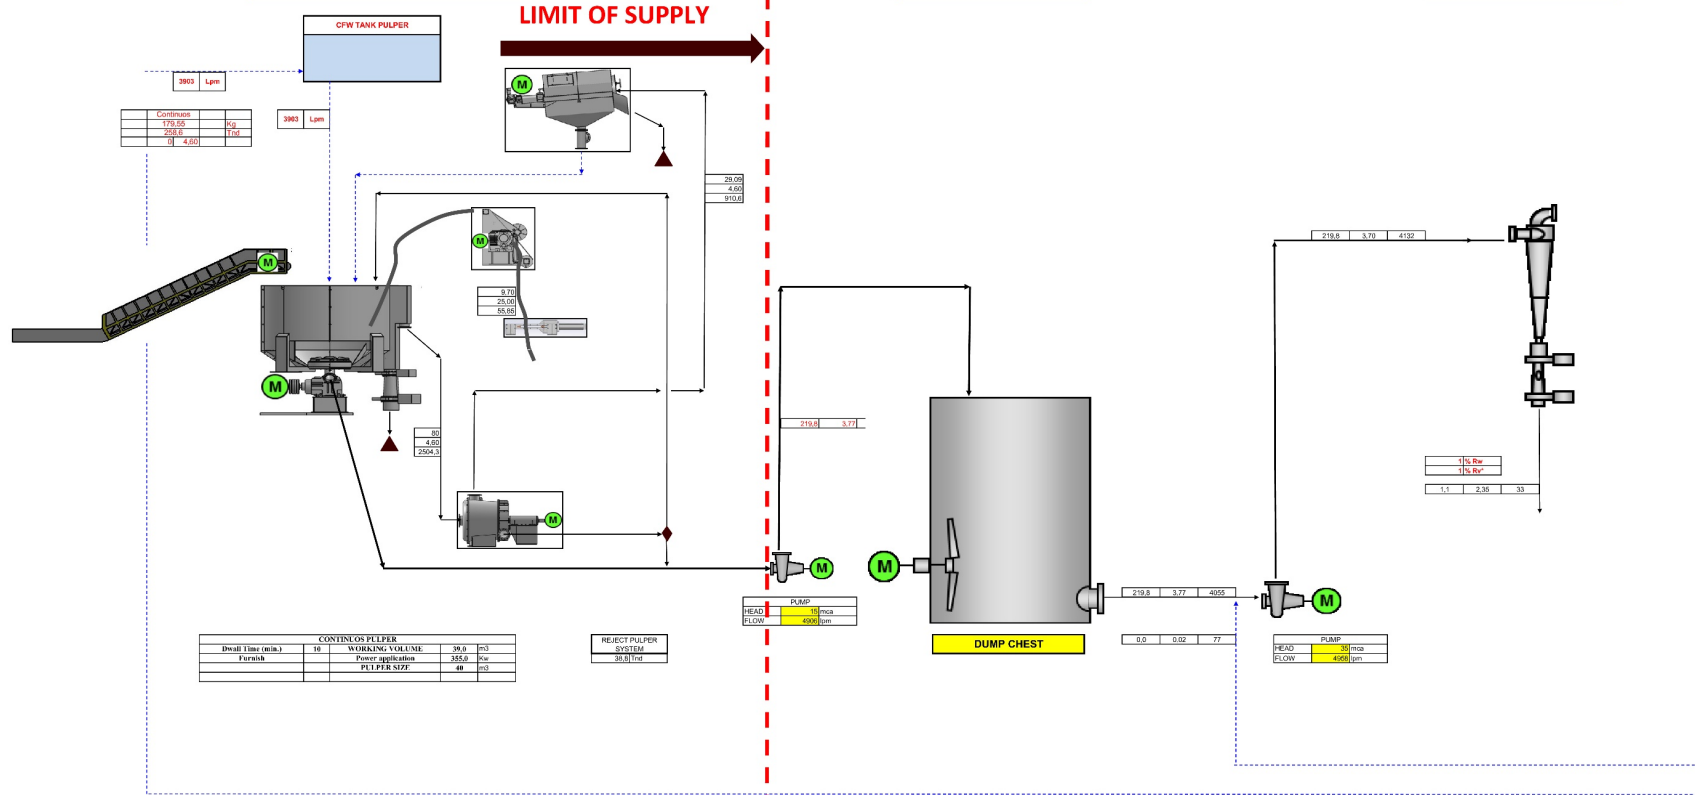 LIMIT OF SUPPLY
CFW TANK PULPER
3903 Lpm
3903 Lpm
Continuos
179,55 Kg
258,6 Tnd
0 4,60
M
M
M
M
M
29,09
4,60
910,6
9,70
25,00
55,85
80
4,60
2504,3
219,8 3,77
219,8 3,70 4132
1 % Rw
1 % Rv*
1,1 2,35 33
M
M
M
219,8 3,77 4055
0,0 0.02 77
PUMP
HEAD 15 mca
FLOW 4906 lpm
DUMP CHEST
PUMP
HEAD 35 mca
FLOW 4958 lpm
CONTINUOS PULPER
Dwall Time (min.) 10 WORKING VOLUME 39,0 m3
Furnish Power application 355,0 Kw
PULPER SIZE 40 m3
REJECT PULPER
SYSTEM
38,8 Tnd